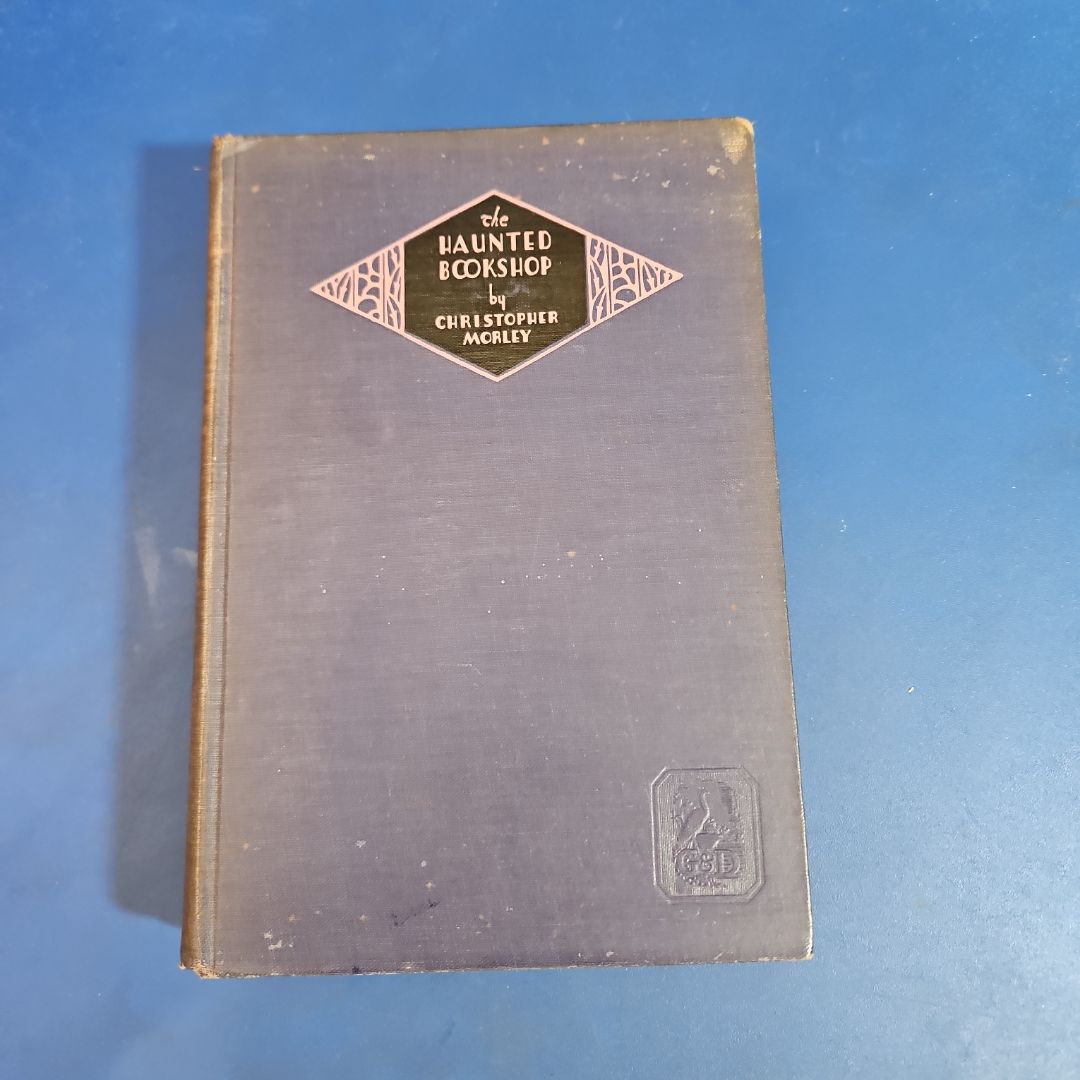 the
HAUNTED
BOOKSHOP
by
CHRISTOPHER
MORLEY
G&D